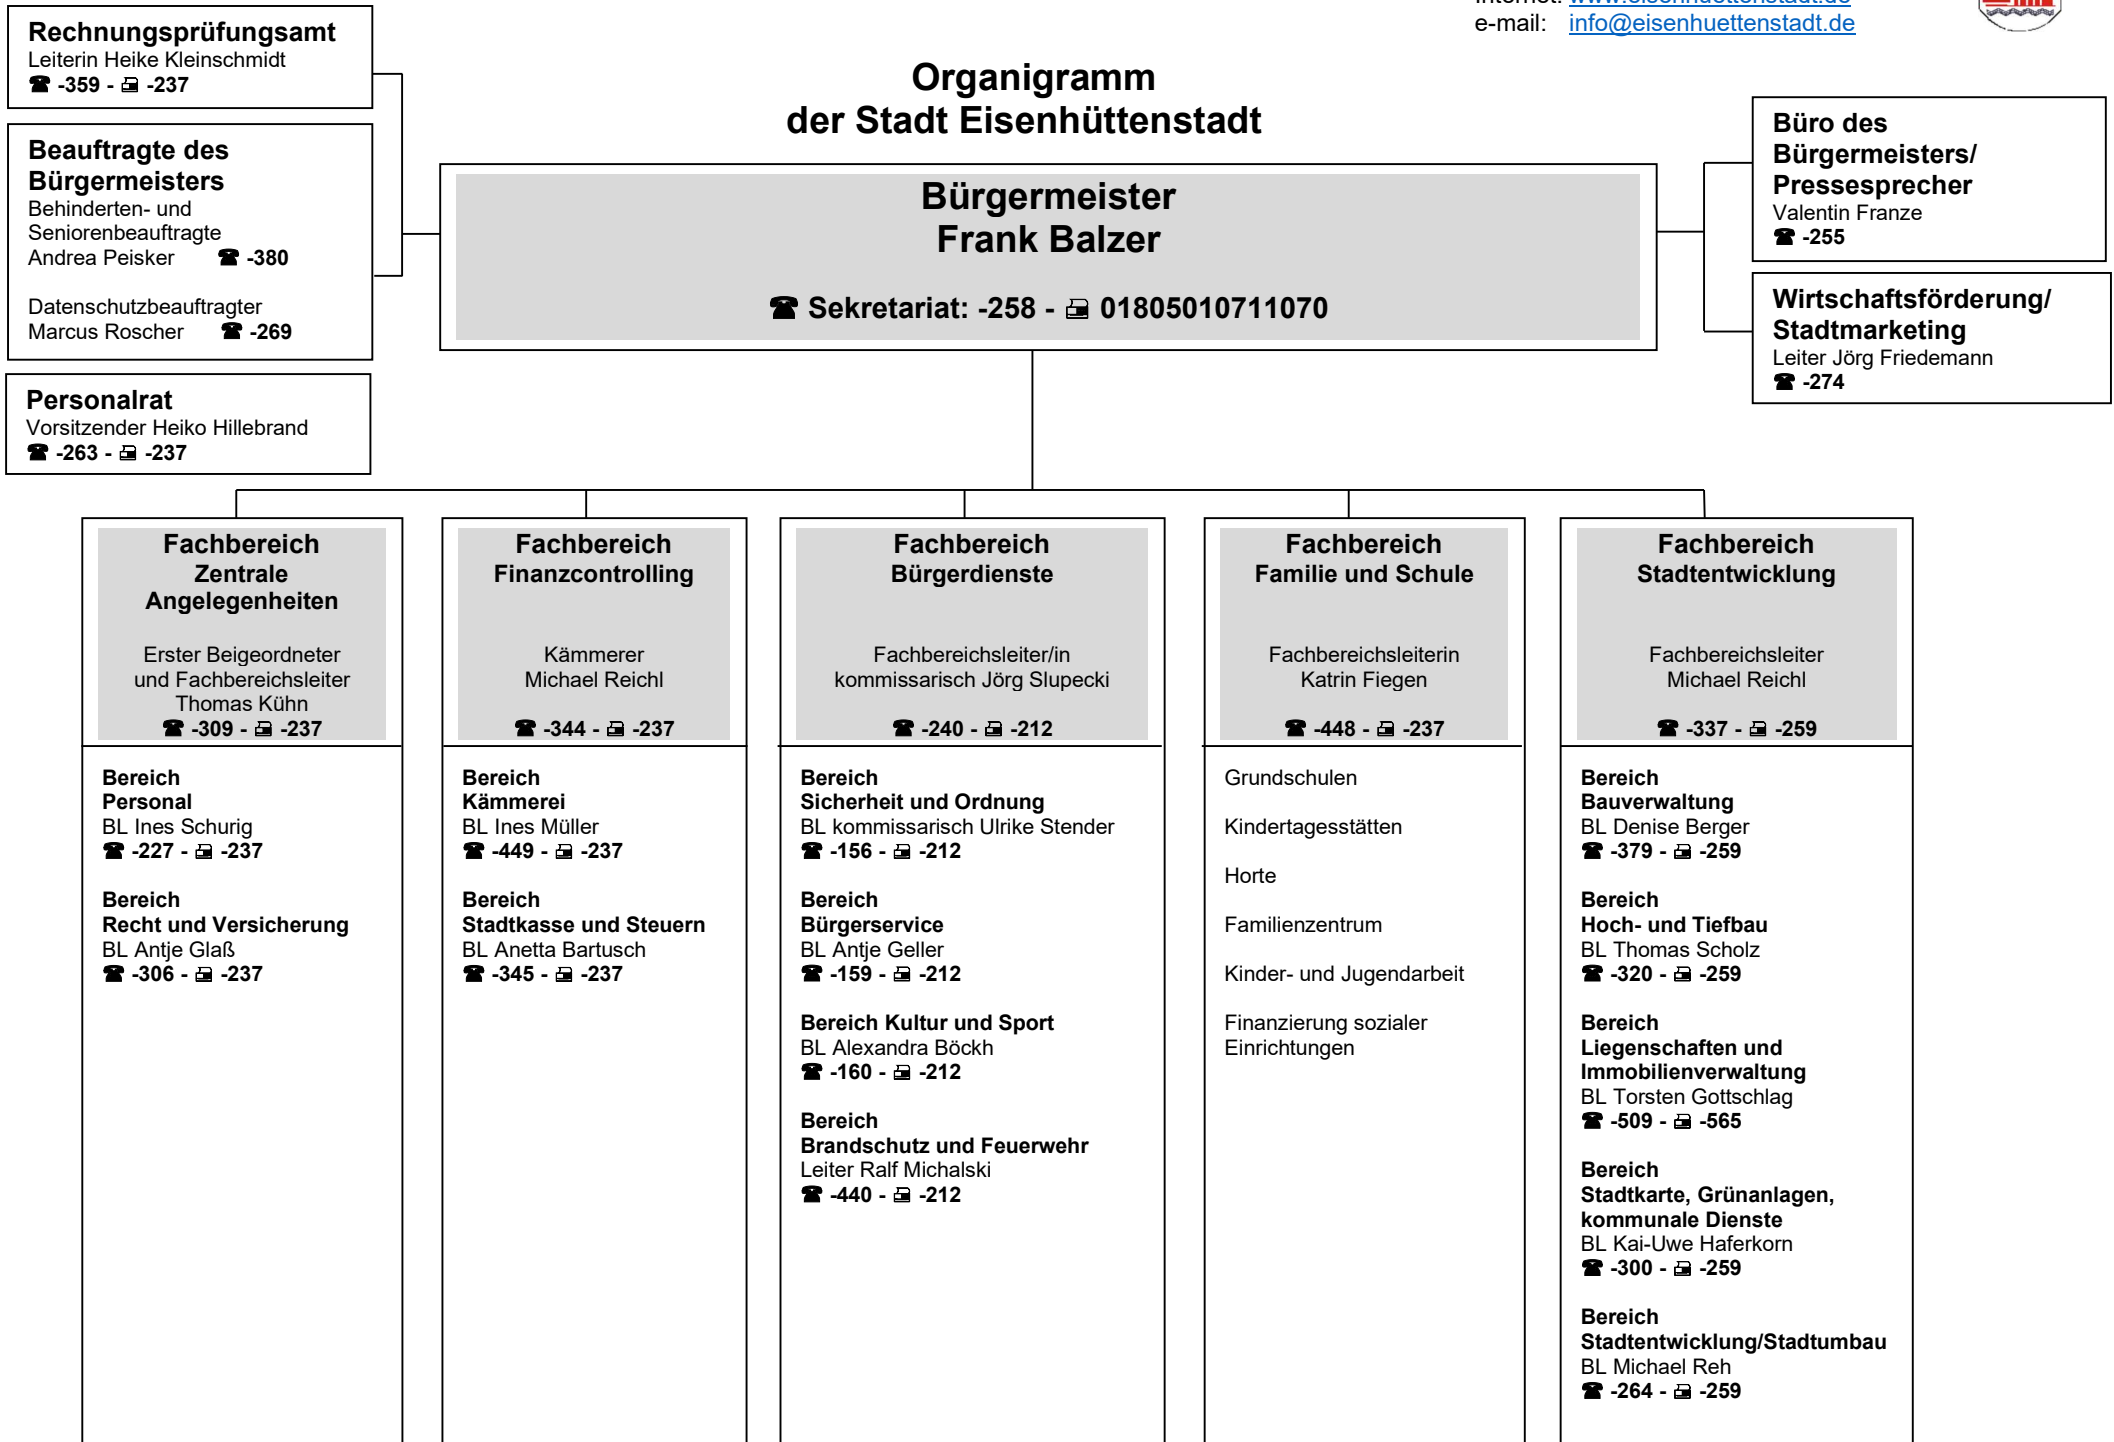 Internet: www.eisenhuettenstadt.de
e-mail: info@eisenhuettenstadt.de
Organigramm
der Stadt Eisenhüttenstadt
Rechnungsprüfungsamt
Leiterin Heike Kleinschmidt
☎ -359 - 🖷 -237
Beauftragte des
Bürgermeisters
Behinderten- und
Seniorenbeauftragte
Andrea Peisker ☎ -380
Datenschutzbeauftragter
Marcus Roscher ☎ -269
Personalrat
Vorsitzender Heiko Hillebrand
☎ -263 - 🖷 -237
Bürgermeister
Frank Balzer
☎ Sekretariat: -258 - 🖷 01805010711070
Büro des
Bürgermeisters/
Pressesprecher
Valentin Franze
☎ -255
Wirtschaftsförderung/
Stadtmarketing
Leiter Jörg Friedemann
☎ -274
Fachbereich
Zentrale
Angelegenheiten
Erster Beigeordneter
und Fachbereichsleiter
Thomas Kühn
☎ -309 - 🖷 -237
Bereich
Personal
BL Ines Schurig
☎ -227 - 🖷 -237
Bereich
Recht und Versicherung
BL Antje Glaß
☎ -306 - 🖷 -237
Fachbereich
Finanzcontrolling
Kämmerer
Michael Reichl
☎ -344 - 🖷 -237
Bereich
Kämmerei
BL Ines Müller
☎ -449 - 🖷 -237
Bereich
Stadtkasse und Steuern
BL Anetta Bartusch
☎ -345 - 🖷 -237
Fachbereich
Bürgerdienste
Fachbereichsleiter/in
kommissarisch Jörg Slupecki
☎ -240 - 🖷 -212
Bereich
Sicherheit und Ordnung
BL kommissarisch Ulrike Stender
☎ -156 - 🖷 -212
Bereich
Bürgerservice
BL Antje Geller
☎ -159 - 🖷 -212
Bereich Kultur und Sport
BL Alexandra Böckh
☎ -160 - 🖷 -212
Bereich
Brandschutz und Feuerwehr
Leiter Ralf Michalski
☎ -440 - 🖷 -212
Fachbereich
Familie und Schule
Fachbereichsleiterin
Katrin Fiegen
☎ -448 - 🖷 -237
Grundschulen
Kindertagesstätten
Horte
Familienzentrum
Kinder- und Jugendarbeit
Finanzierung sozialer
Einrichtungen
Fachbereich
Stadtentwicklung
Fachbereichsleiter
Michael Reichl
☎ -337 - 🖷 -259
Bereich
Bauverwaltung
BL Denise Berger
☎ -379 - 🖷 -259
Bereich
Hoch- und Tiefbau
BL Thomas Scholz
☎ -320 - 🖷 -259
Bereich
Liegenschaften und
Immobilienverwaltung
BL Torsten Gottschlag
☎ -509 - 🖷 -565
Bereich
Stadtkarte, Grünanlagen,
kommunale Dienste
BL Kai-Uwe Haferkorn
☎ -300 - 🖷 -259
Bereich
Stadtentwicklung/Stadtumbau
BL Michael Reh
☎ -264 - 🖷 -259